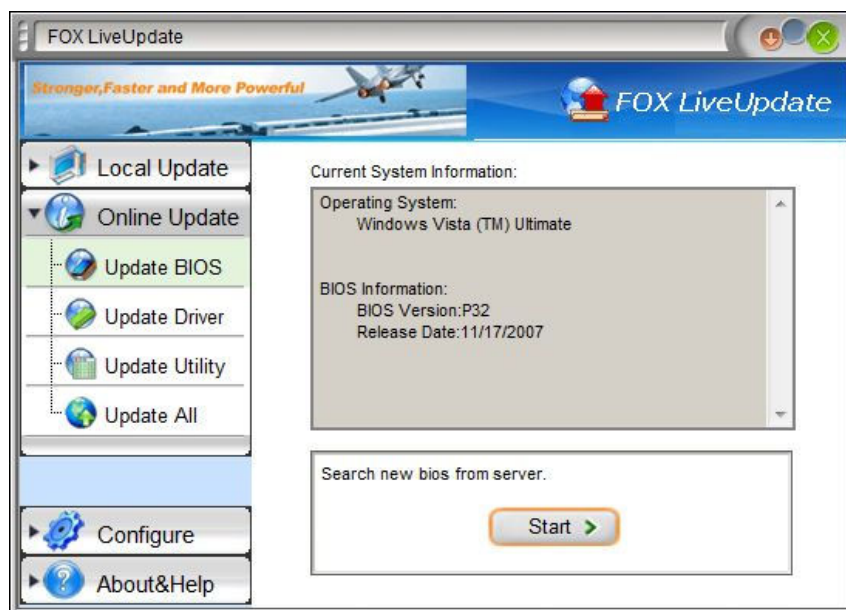 FOX LiveUpdate
Stronger,Faster and More Powerful
FOX LiveUpdate
Local Update
Online Update
Update BIOS
Update Driver
Update Utility
Update All
Configure
About&Help
Current System Information:
Operating System:
Windows Vista (TM) Ultimate
BIOS Information:
BIOS Version:P32
Release Date:11/17/2007
Search new bios from server.
Start >